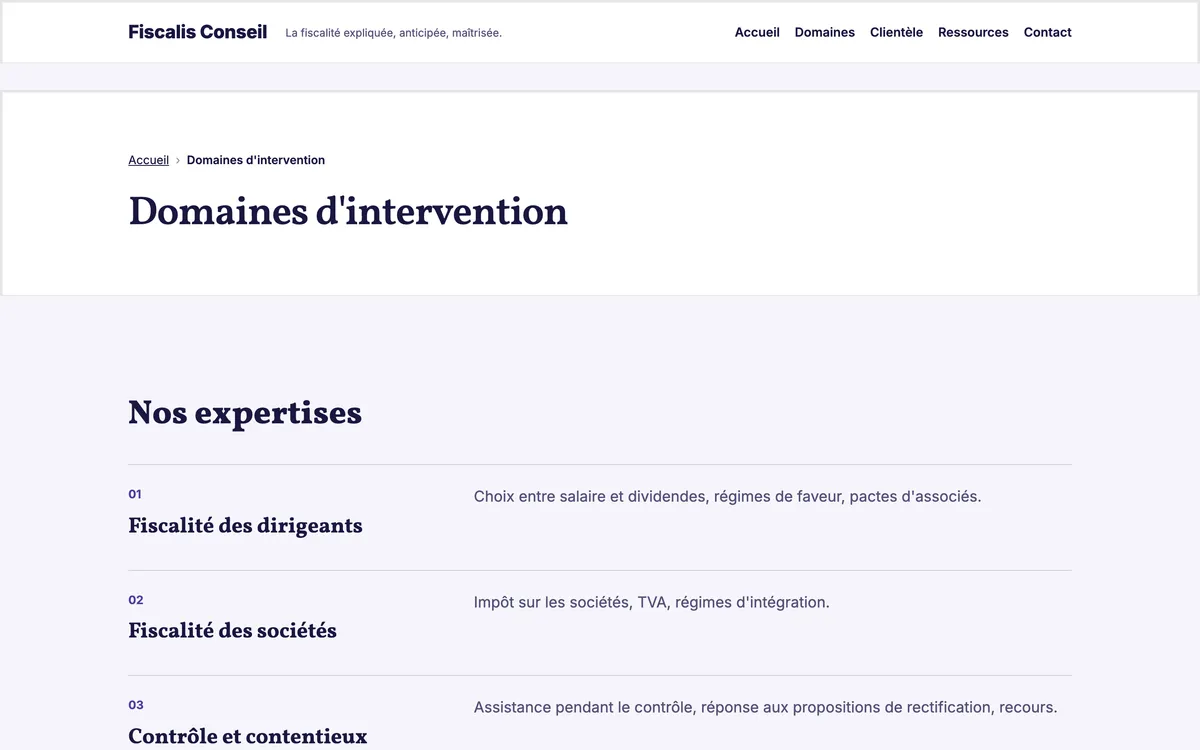 Fiscalis Conseil La fiscalité expliquée, anticipée, maîtrisée. Accueil Domaines Clientèle Ressources Contact
Accueil › Domaines d'intervention
Domaines d'intervention
Nos expertises
01
Choix entre salaire et dividendes, régimes de faveur, pactes d'associés.
Fiscalité des dirigeants
02
Impôt sur les sociétés, TVA, régimes d'intégration.
Fiscalité des sociétés
03
Assistance pendant le contrôle, réponse aux propositions de rectification, recours.
Contrôle et contentieux